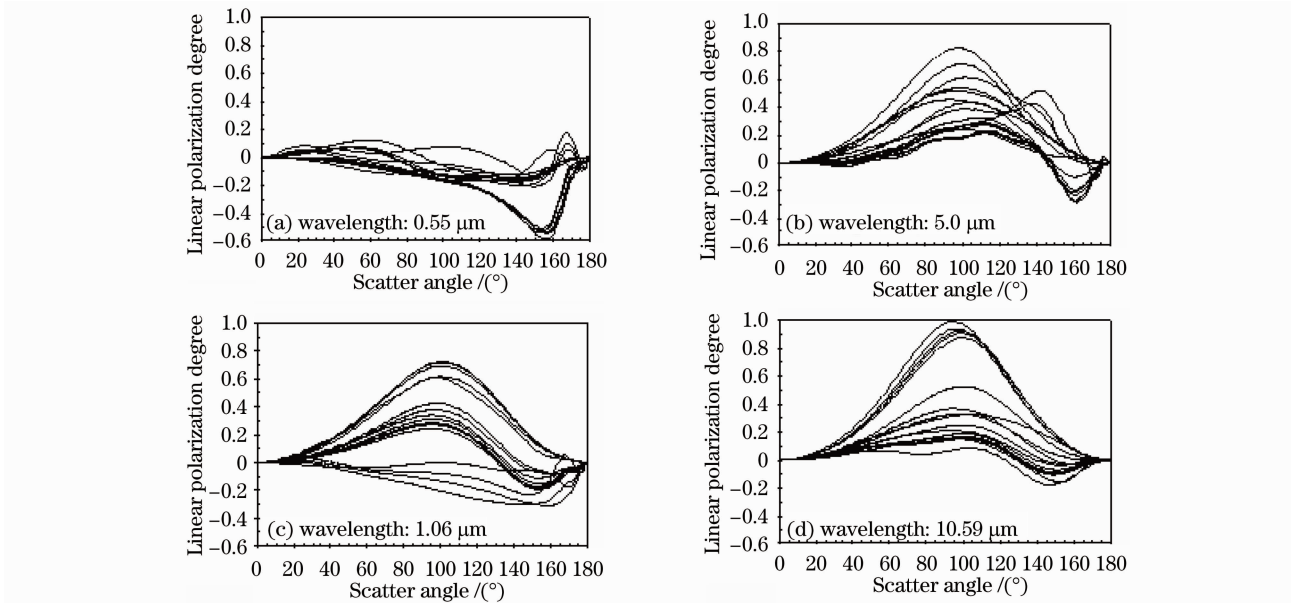 Linear polarization degree
1.0
0.8
0.6
0.4
0.2
0
−0.2
−0.4
−0.6
(a) wavelength: 0.55 μm
0 20 40 60 80 100 120 140 160 180
Scatter angle /(°)
Linear polarization degree
1.0
0.8
0.6
0.4
0.2
0
−0.2
−0.4
−0.6
(b) wavelength: 5.0 μm
0 20 40 60 80 100 120 140 160 180
Scatter angle /(°)
Linear polarization degree
1.0
0.8
0.6
0.4
0.2
0
−0.2
−0.4
−0.6
(c) wavelength: 1.06 μm
0 20 40 60 80 100 120 140 160 180
Scatter angle /(°)
Linear polarization degree
1.0
0.8
0.6
0.4
0.2
0
−0.2
−0.4
−0.6
(d) wavelength: 10.59 μm
0 20 40 60 80 100 120 140 160 180
Scatter angle /(°)